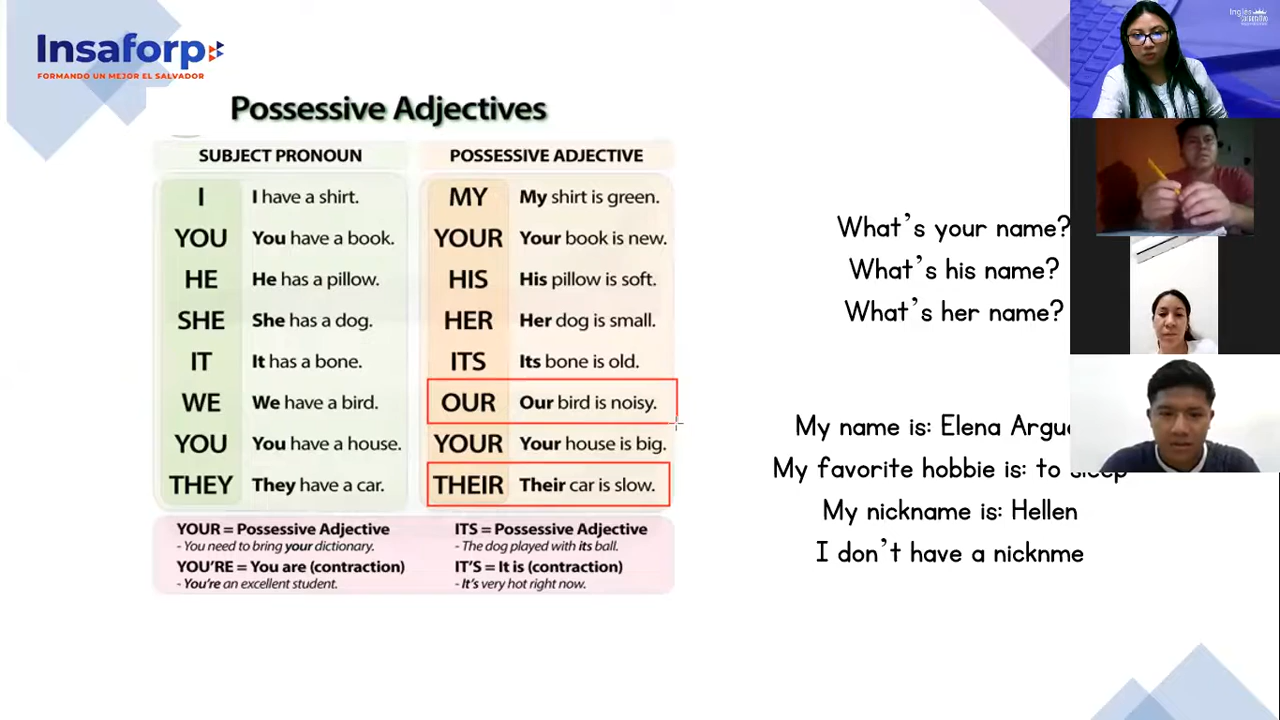 Insaforp
FORMANDO UN MEJOR EL SALVADOR
Possessive Adjectives
SUBJECT PRONOUN
POSSESSIVE ADJECTIVE
I I have a shirt. MY My shirt is green.
YOU You have a book. YOUR Your book is new.
HE He has a pillow. HIS His pillow is soft.
SHE She has a dog. HER Her dog is small.
IT It has a bone. ITS Its bone is old.
WE We have a bird. OUR Our bird is noisy.
YOU You have a house. YOUR Your house is big.
THEY They have a car. THEIR Their car is slow.
YOUR = Possessive Adjective
- You need to bring your dictionary.
YOU'RE = You are (contraction)
- You're an excellent student.
ITS = Possessive Adjective
- The dog played with its ball.
IT'S = It is (contraction)
- It's very hot right now.
What's your name?
What's his name?
What's her name?
My name is: Elena
My favorite hobbie is: to sleep
My nickname is: Hellen
I don't have a nicknme
Inglés